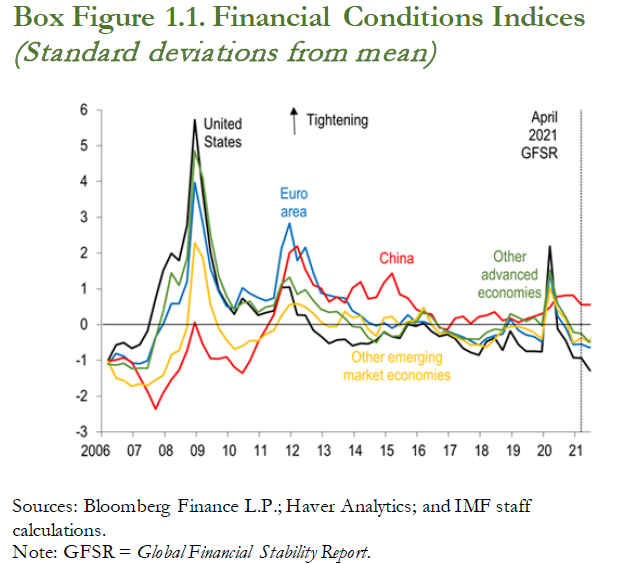 Box Figure 1.1. Financial Conditions Indices
(Standard deviations from mean)
6
5
4
3
2
1
0
-1
-2
-3
United
States
Tightening
April
2021
GFSR
Euro
area
China
Other
advanced
economies
Other emerging
market economies
2006 07 08 09 10 11 12 13 14 15 16 17 18 19 20 21
Sources: Bloomberg Finance L.P.; Haver Analytics; and IMF staff
calculations.
Note: GFSR = Global Financial Stability Report.